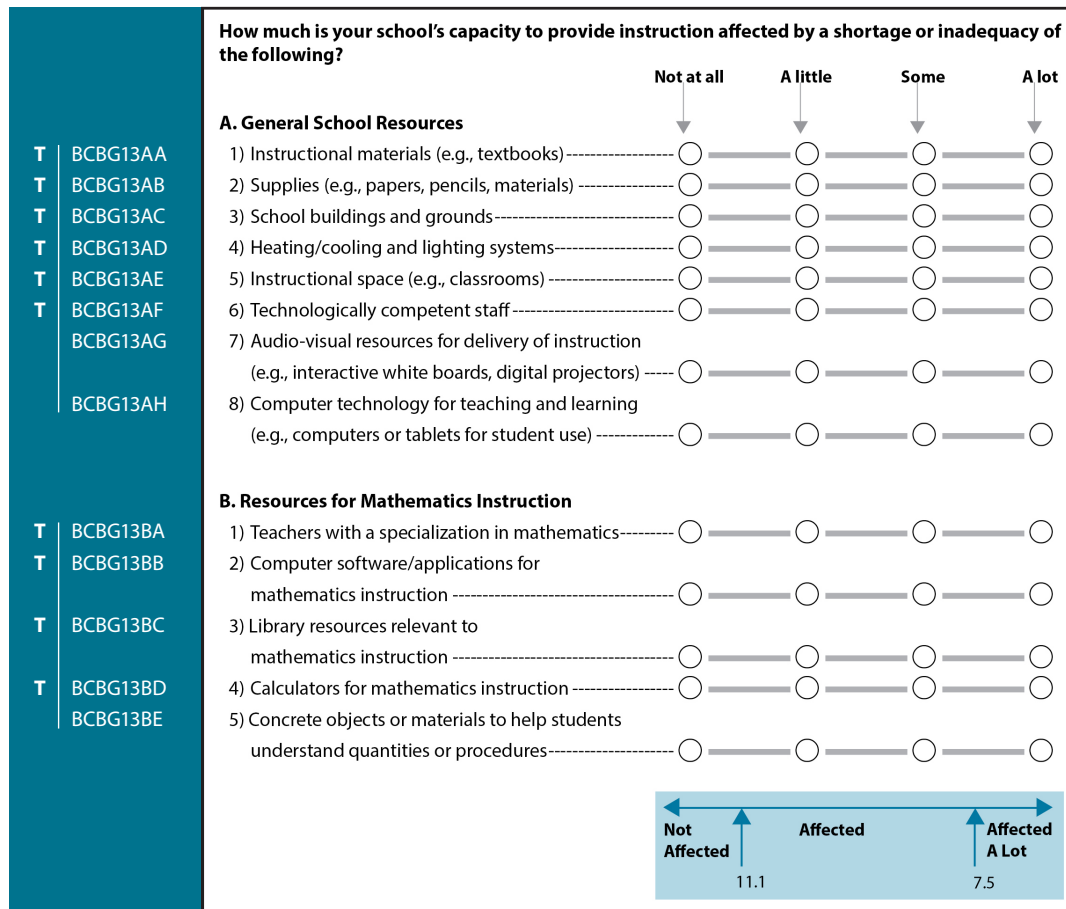 How much is your school's capacity to provide instruction affected by a shortage or inadequacy of
the following?
Not at all A little Some A lot
A. General School Resources
T BCBG13AA 1) Instructional materials (e.g., textbooks)
T BCBG13AB 2) Supplies (e.g., papers, pencils, materials)
T BCBG13AC 3) School buildings and grounds
T BCBG13AD 4) Heating/cooling and lighting systems
T BCBG13AE 5) Instructional space (e.g., classrooms)
T BCBG13AF 6) Technologically competent staff
BCBG13AG 7) Audio-visual resources for delivery of instruction
(e.g., interactive white boards, digital projectors)
BCBG13AH 8) Computer technology for teaching and learning
(e.g., computers or tablets for student use)
B. Resources for Mathematics Instruction
T BCBG13BA 1) Teachers with a specialization in mathematics
T BCBG13BB 2) Computer software/applications for
mathematics instruction
T BCBG13BC 3) Library resources relevant to
mathematics instruction
T BCBG13BD 4) Calculators for mathematics instruction
BCBG13BE 5) Concrete objects or materials to help students
understand quantities or procedures
Not Affected Affected
Affected A Lot
11.1 7.5